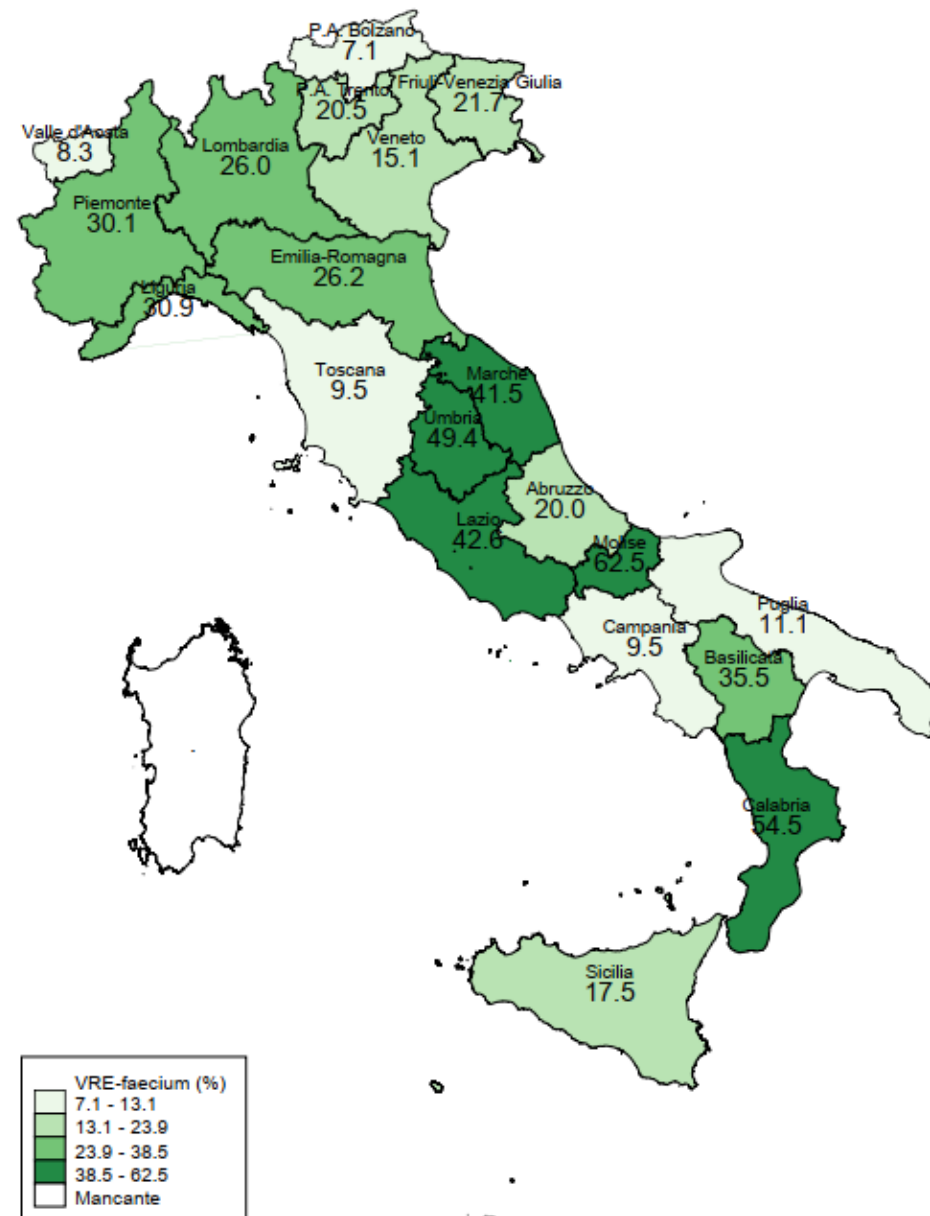 P.A. Bolzano
7.1
Friuli-Venezia Giulia
21.7
P.A. Trento
20.5
Veneto
15.1
Valle d'Aosta
8.3
Lombardia
26.0
Piemonte
30.1
Emilia-Romagna
26.2
Liguria
30.9
Toscana
9.5
Marche
41.5
Umbria
49.4
Abruzzo
20.0
Lazio
42.6
Molise
62.5
Puglia
11.1
Campania
9.5
Basilicata
35.5
Calabria
54.5
Sicilia
17.5
VRE-faecium (%)
7.1 - 13.1
13.1 - 23.9
23.9 - 38.5
38.5 - 62.5
Mancante